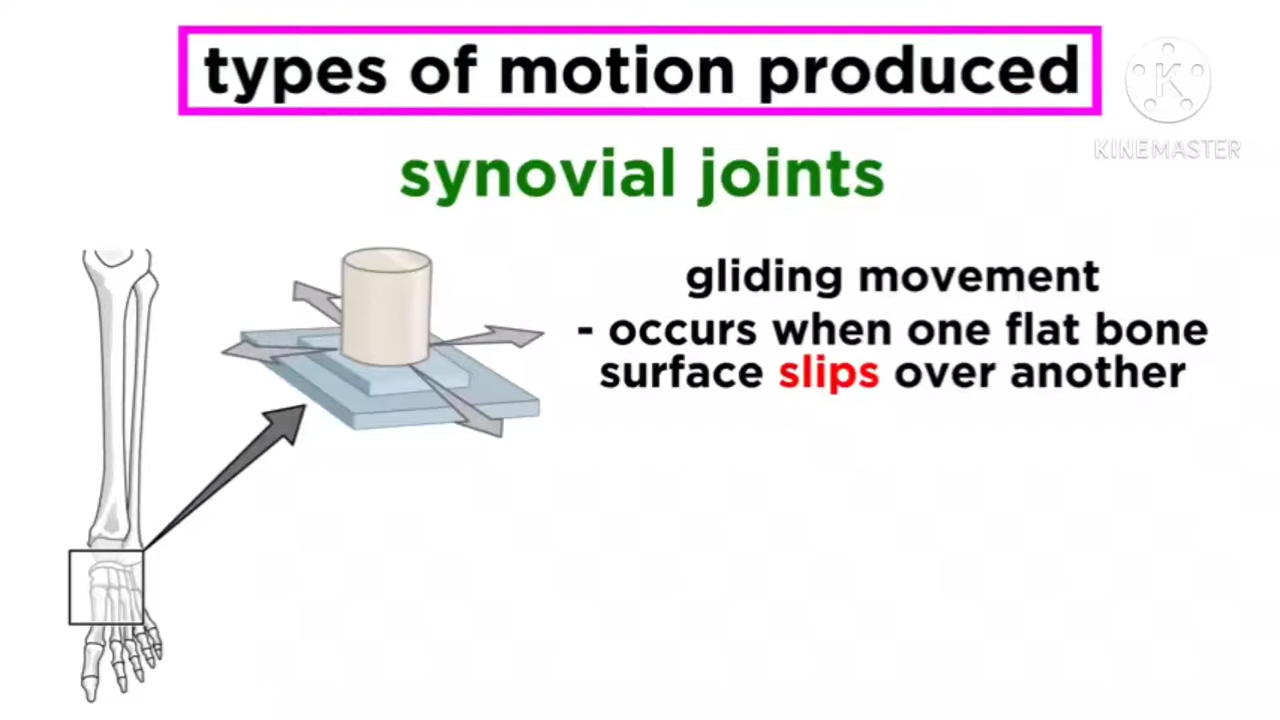 types of motion produced
K
KINEMASTER
synovial joints
gliding movement
- occurs when one flat bone
surface slips over another